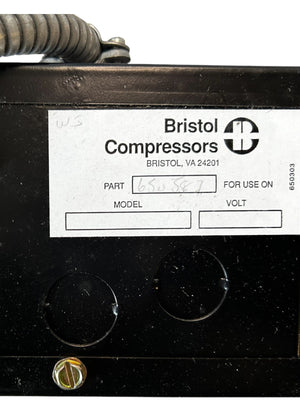 W.S
Bristol
Compressors
BRISTOL, VA 24201
PART 650587 FOR USE ON
MODEL VOLT
650303